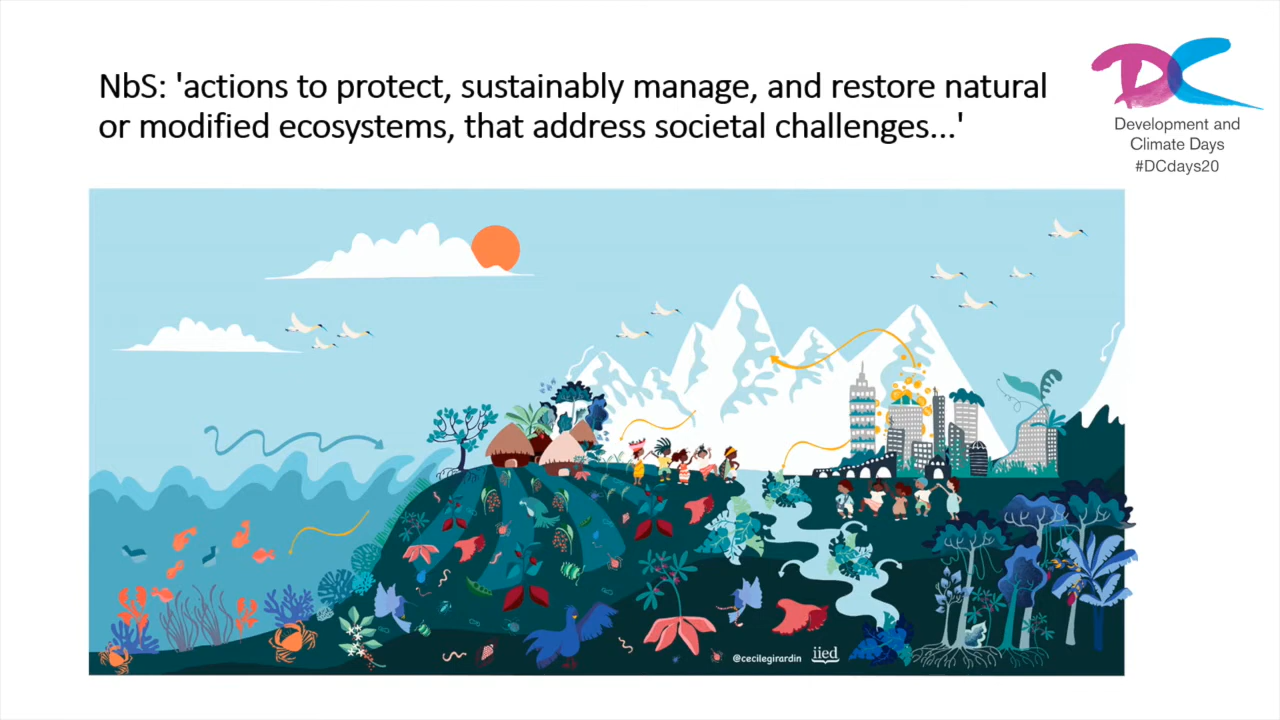 NbS: 'actions to protect, sustainably manage, and restore natural
or modified ecosystems, that address societal challenges...'
DC
Development and
Climate Days
#DCdays20
@cecilegirardin
iied